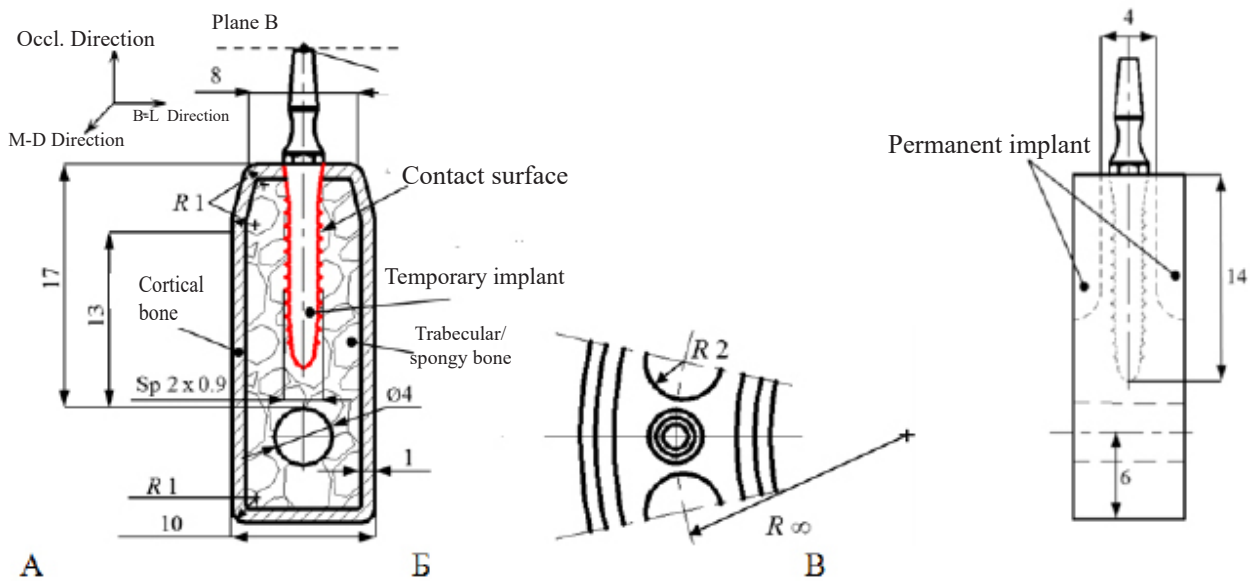 Plane B
Occl. Direction
B=L Direction
M-D Direction
8
4
Permanent implant
Contact surface
R 1
17
13
14
Temporary implant
Cortical
bone
Trabecular/
spongy bone
R 2
Sp 2 x 0.9
Ø4
1
6
R 1
10
R ∞
А
Б
В